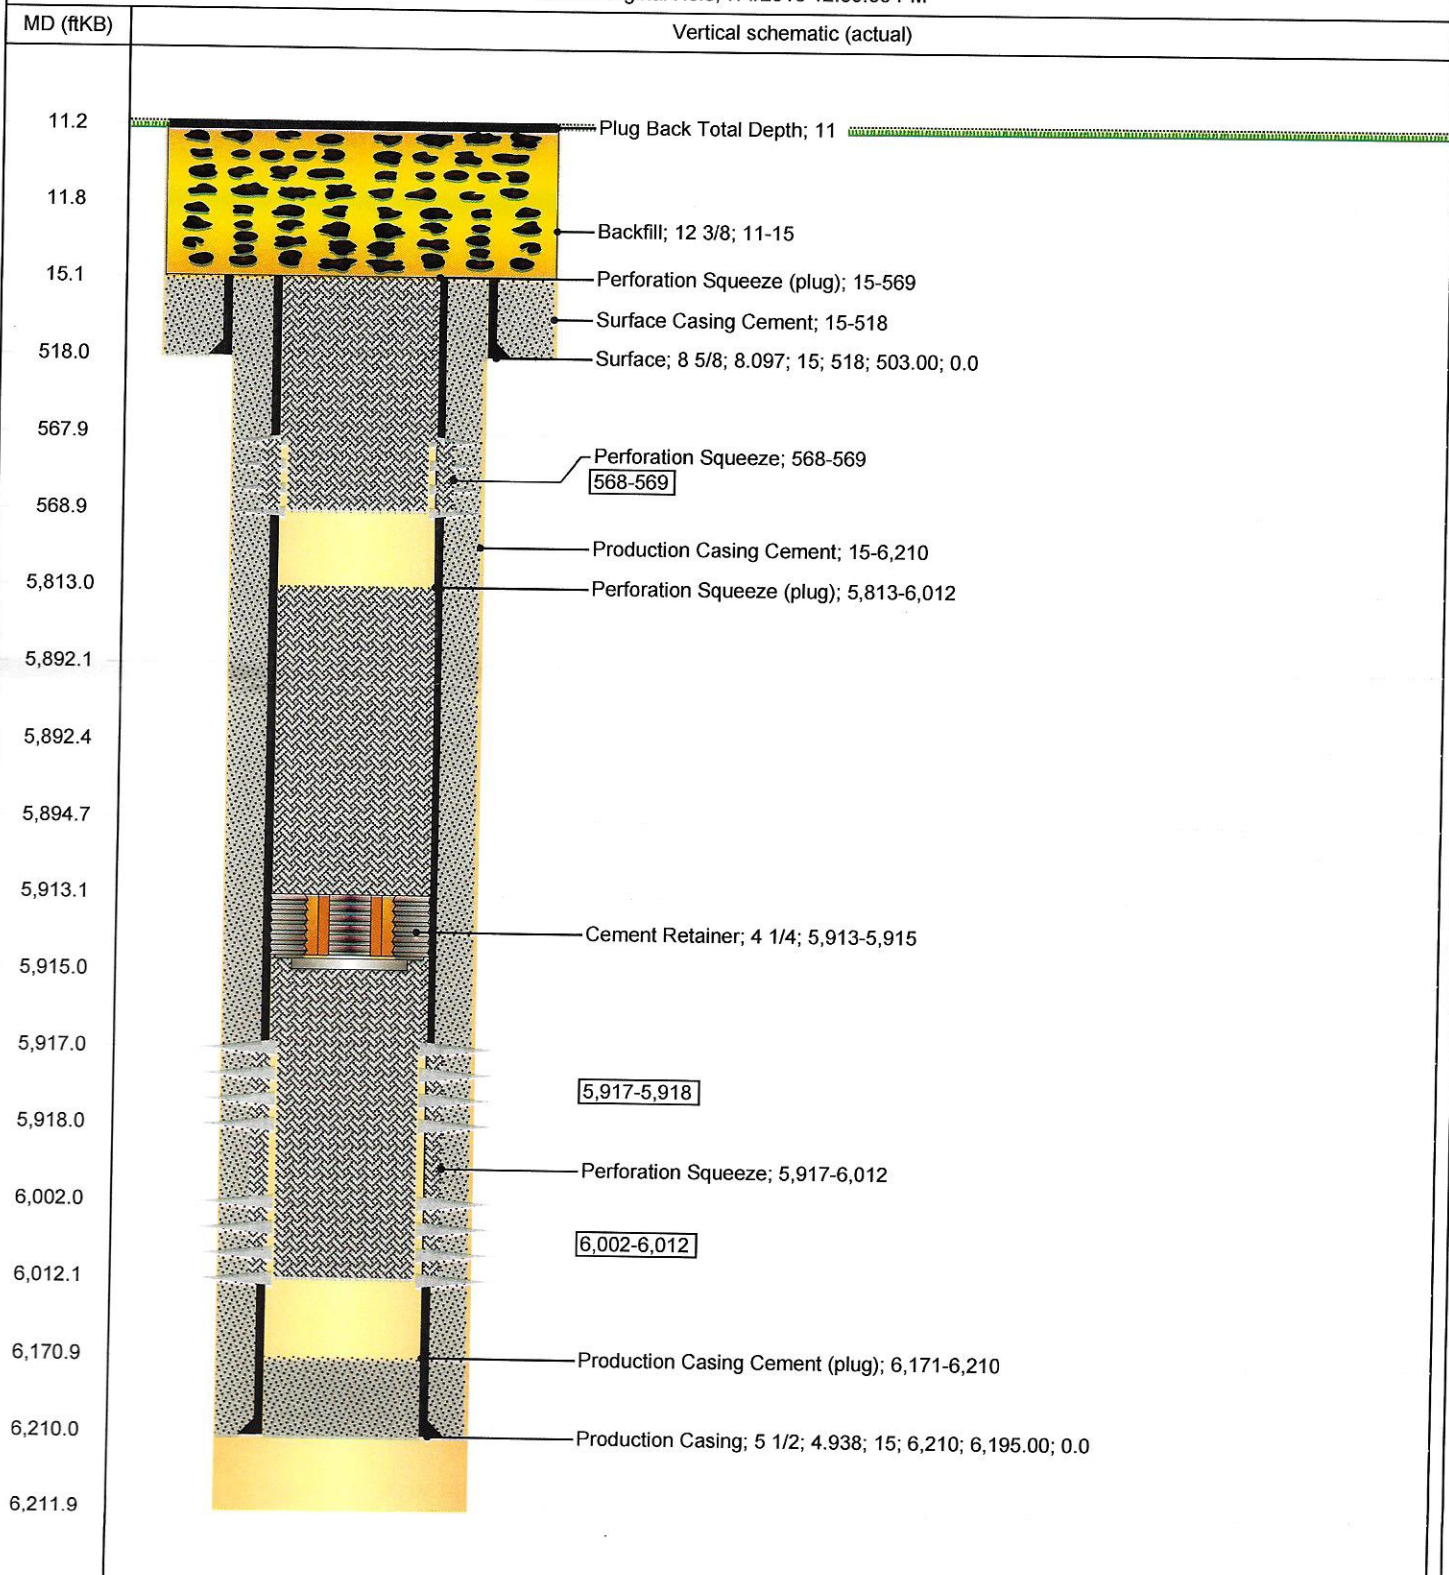 MD (ftKB)
Vertical schematic (actual)
11.2
Plug Back Total Depth; 11
11.8
Backfill; 12 3/8; 11-15
15.1
Perforation Squeeze (plug); 15-569
Surface Casing Cement; 15-518
518.0
Surface; 8 5/8; 8.097; 15; 518; 503.00; 0.0
567.9
Perforation Squeeze; 568-569
568-569
568.9
Production Casing Cement; 15-6,210
5,813.0
Perforation Squeeze (plug); 5,813-6,012
5,892.1
5,892.4
5,894.7
5,913.1
Cement Retainer; 4 1/4; 5,913-5,915
5,915.0
5,917.0
5,917-5,918
5,918.0
Perforation Squeeze; 5,917-6,012
6,002.0
6,002-6,012
6,012.1
6,170.9
Production Casing Cement (plug); 6,171-6,210
6,210.0
Production Casing; 5 1/2; 4.938; 15; 6,210; 6,195.00; 0.0
6,211.9